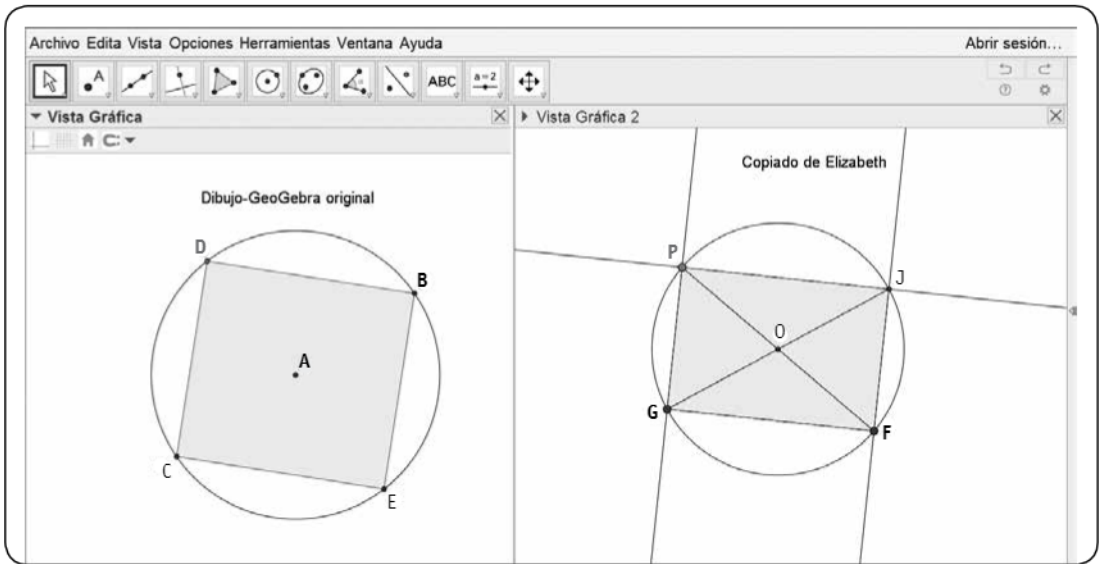 Archivo Edita Vista Opciones Herramientas Ventana Ayuda
Abrir sesión...
A
ABC
a=2
Vista Gráfica
Vista Gráfica 2
Dibujo-GeoGebra original
D
B
A
C
E
Copiado de Elizabeth
P
J
O
G
F